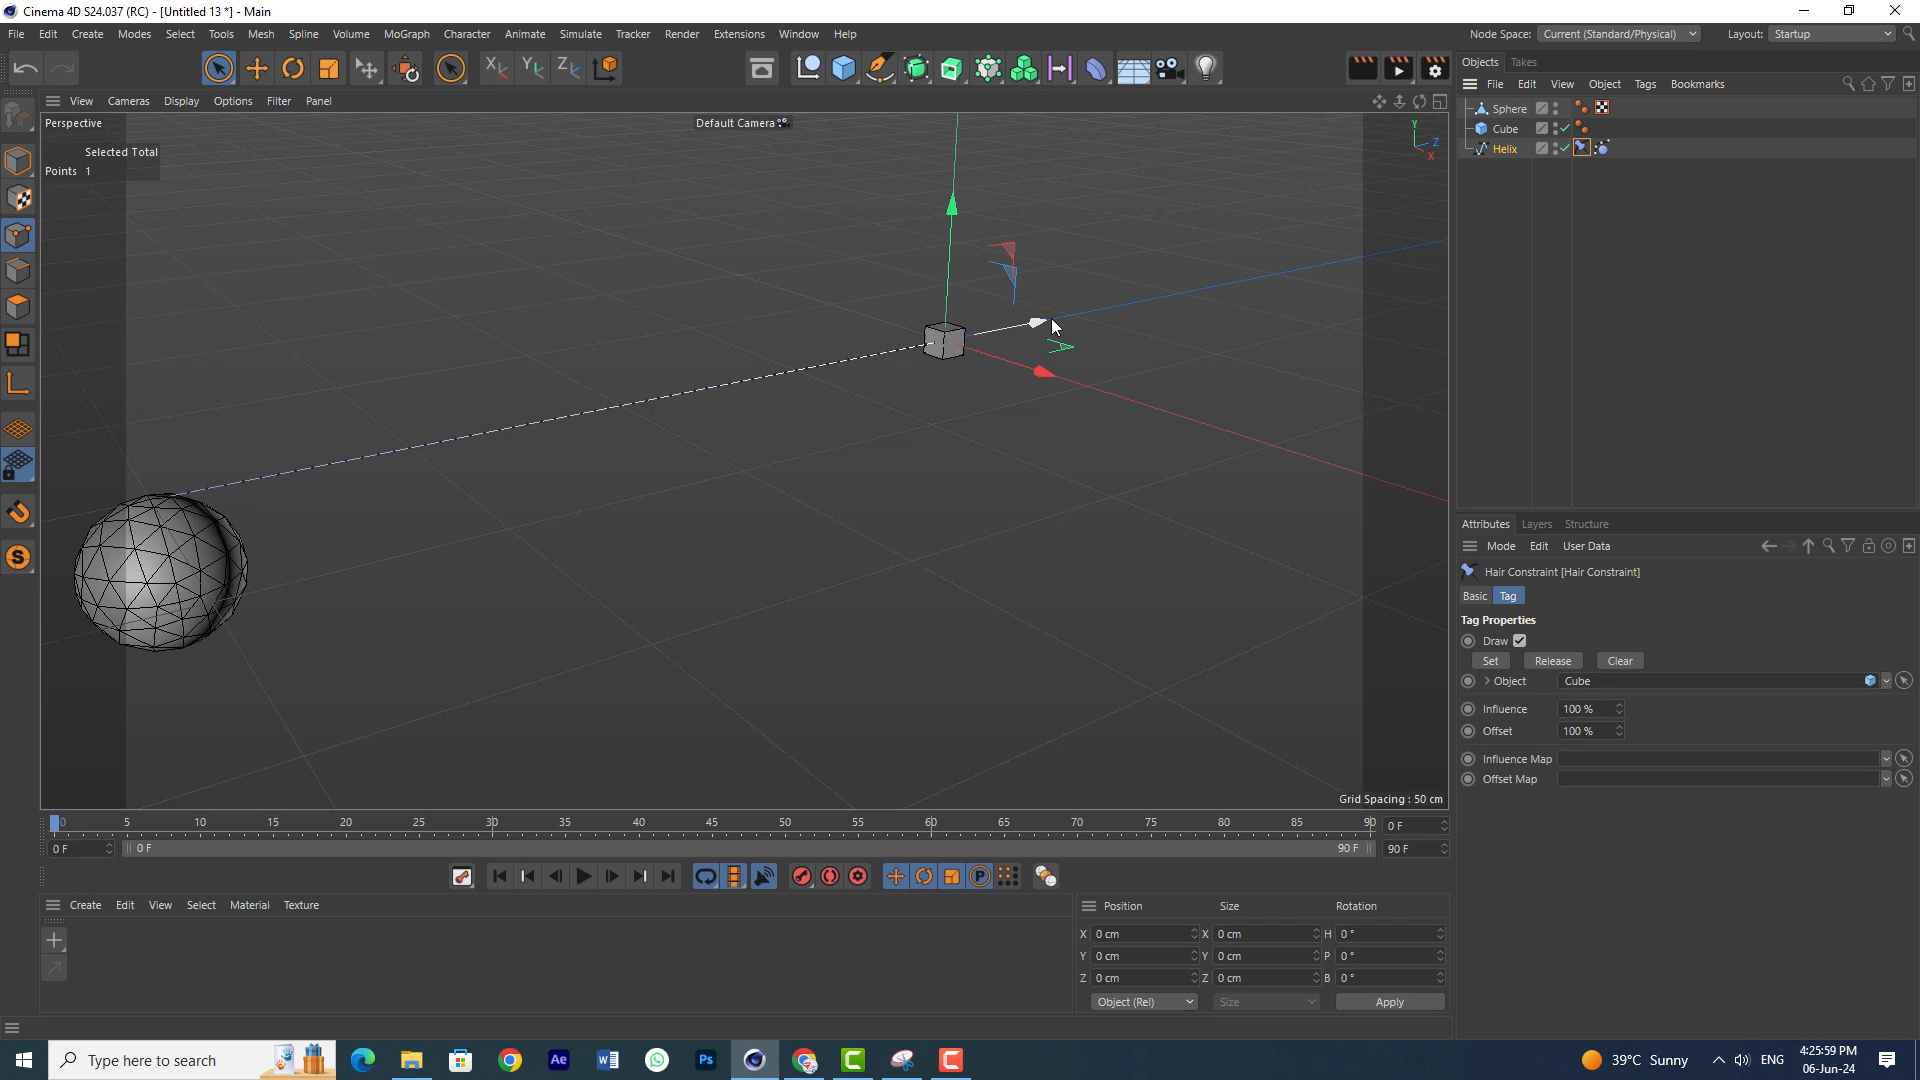 Cinema 4D S24.037 (RC) - [Untitled 13 *] - Main
File Edit Create Modes Select Tools Mesh Spline Volume MoGraph Character Animate Simulate Tracker Render Extensions Window Help Node Space: Current (Standard/Physical) Layout: Startup
X Y Z
Objects Takes
File Edit View Object Tags Bookmarks
View Cameras Display Options Filter Panel
Perspective Default Camera
Y Z X
Selected Total
Points 1
Sphere
Cube
Helix
Attributes Layers Structure
Mode Edit User Data
Hair Constraint [Hair Constraint]
Basic Tag
Tag Properties
Draw
Set Release Clear
Object Cube
Influence 100 %
Offset 100 %
Influence Map
Offset Map
S
Grid Spacing : 50 cm
0 5 10 15 20 25 30 35 40 45 50 55 60 65 70 75 80 85 90 0 F
0 F 0 F 90 F 90 F
P
Create Edit View Select Material Texture
Position Size Rotation
X 0 cm X 0 cm H 0 °
Y 0 cm Y 0 cm P 0 °
Z 0 cm Z 0 cm B 0 °
Object (Rel) Size Apply
Type here to search
Ae Ps
39°C Sunny ENG 4:25:59 PM
06-Jun-24